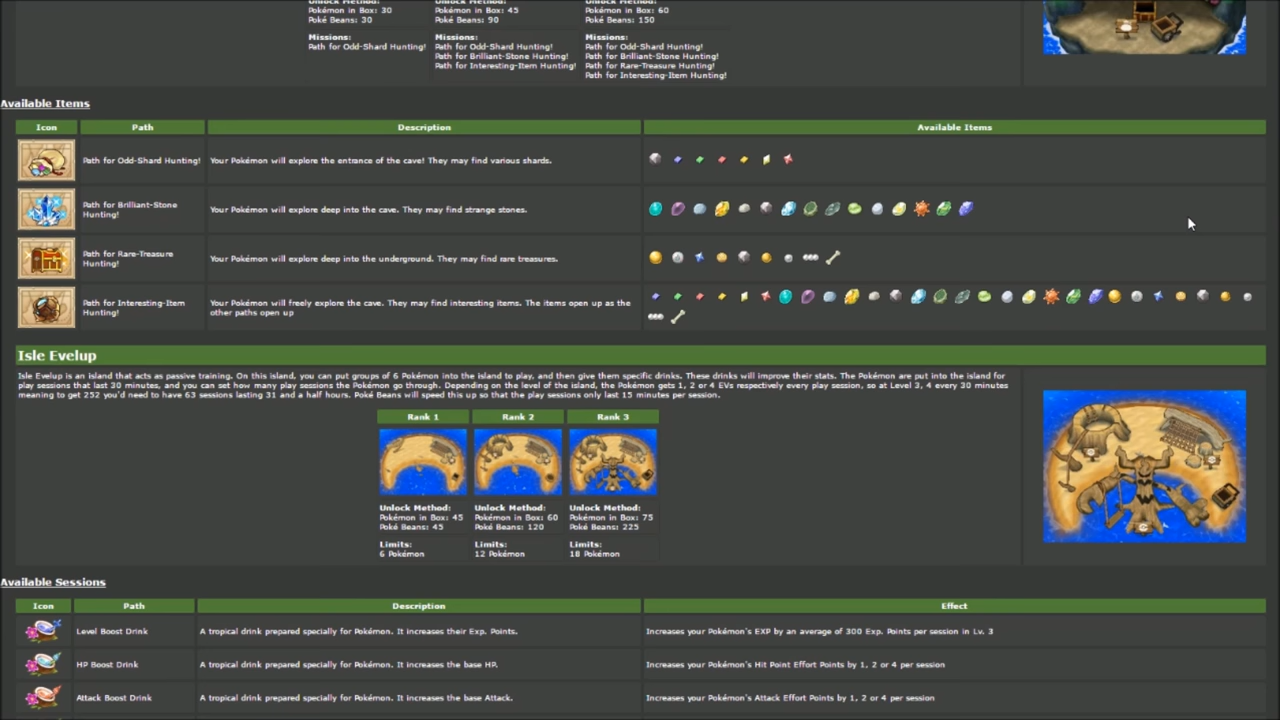 Unlock Method: Unlock Method: Unlock Method:
Pokémon in Box: 30 Pokémon in Box: 45 Pokémon in Box: 60
Poké Beans: 30 Poké Beans: 90 Poké Beans: 150
Missions: Missions: Missions:
Path for Odd-Shard Hunting! Path for Odd-Shard Hunting! Path for Odd-Shard Hunting!
Path for Brilliant-Stone Hunting! Path for Brilliant-Stone Hunting!
Path for Interesting-Item Hunting! Path for Rare-Treasure Hunting!
Path for Interesting-Item Hunting!
Available Items
Icon Path Description Available Items
Path for Odd-Shard Hunting! Your Pokémon will explore the entrance of the cave! They may find various shards.
Path for Brilliant-Stone
Hunting! Your Pokémon will explore deep into the cave. They may find strange stones.
Path for Rare-Treasure
Hunting! Your Pokémon will explore deep into the underground. They may find rare treasures.
Path for Interesting-Item Your Pokémon will freely explore the cave. They may find interesting items. The items open up as the
Hunting! other paths open up
Isle Evelup
Isle Evelup is an island that acts as passive training. On this island, you can put groups of 6 Pokémon into the island to play, and then give them specific drinks. These drinks will improve their stats. The Pokémon are put into the island for
play sessions that last 30 minutes, and you can set how many play sessions the Pokémon go through. Depending on the level of the island, the Pokémon gets 1, 2 or 4 EVs respectively every play session, so at Level 3, 4 every 30 minutes
meaning to get 252 you'd need to have 63 sessions lasting 31 and a half hours. Poké Beans will speed this up so that the play sessions only last 15 minutes per session.
Rank 1 Rank 2 Rank 3
Unlock Method: Unlock Method: Unlock Method:
Pokémon in Box: 45 Pokémon in Box: 60 Pokémon in Box: 75
Poké Beans: 45 Poké Beans: 120 Poké Beans: 225
Limits: Limits: Limits:
6 Pokémon 12 Pokémon 18 Pokémon
Available Sessions
Icon Path Description Effect
Level Boost Drink A tropical drink prepared specially for Pokémon. It increases their Exp. Points. Increases your Pokémon's EXP by an average of 300 Exp. Points per session in Lv. 3
HP Boost Drink A tropical drink prepared specially for Pokémon. It increases the base HP. Increases your Pokémon's Hit Point Effort Points by 1, 2 or 4 per session
Attack Boost Drink A tropical drink prepared specially for Pokémon. It increases the base Attack. Increases your Pokémon's Attack Effort Points by 1, 2 or 4 per session